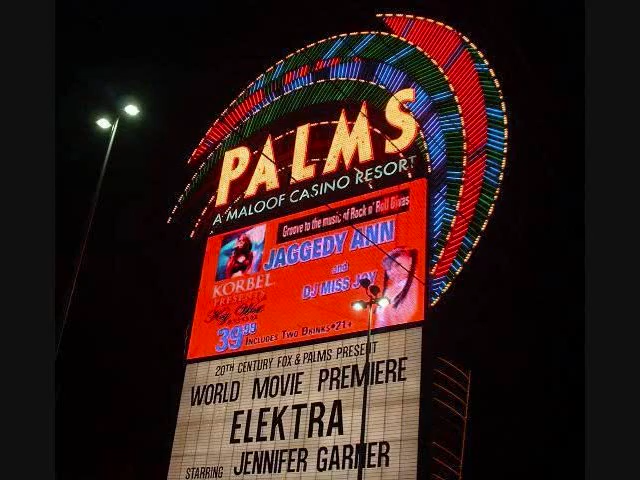 PALMS
A MALOOF CASINO RESORT
Groove to the music of Rock n' Roll Divas
JAGGEDY ANN
and
DJ MISS JOY
KORBEL
PRESENTS
39.99
INCLUDES TWO DRINKS•21+
20TH CENTURY FOX & PALMS PRESENT
WORLD MOVIE PREMIERE
ELEKTRA
STARRING JENNIFER GARNER